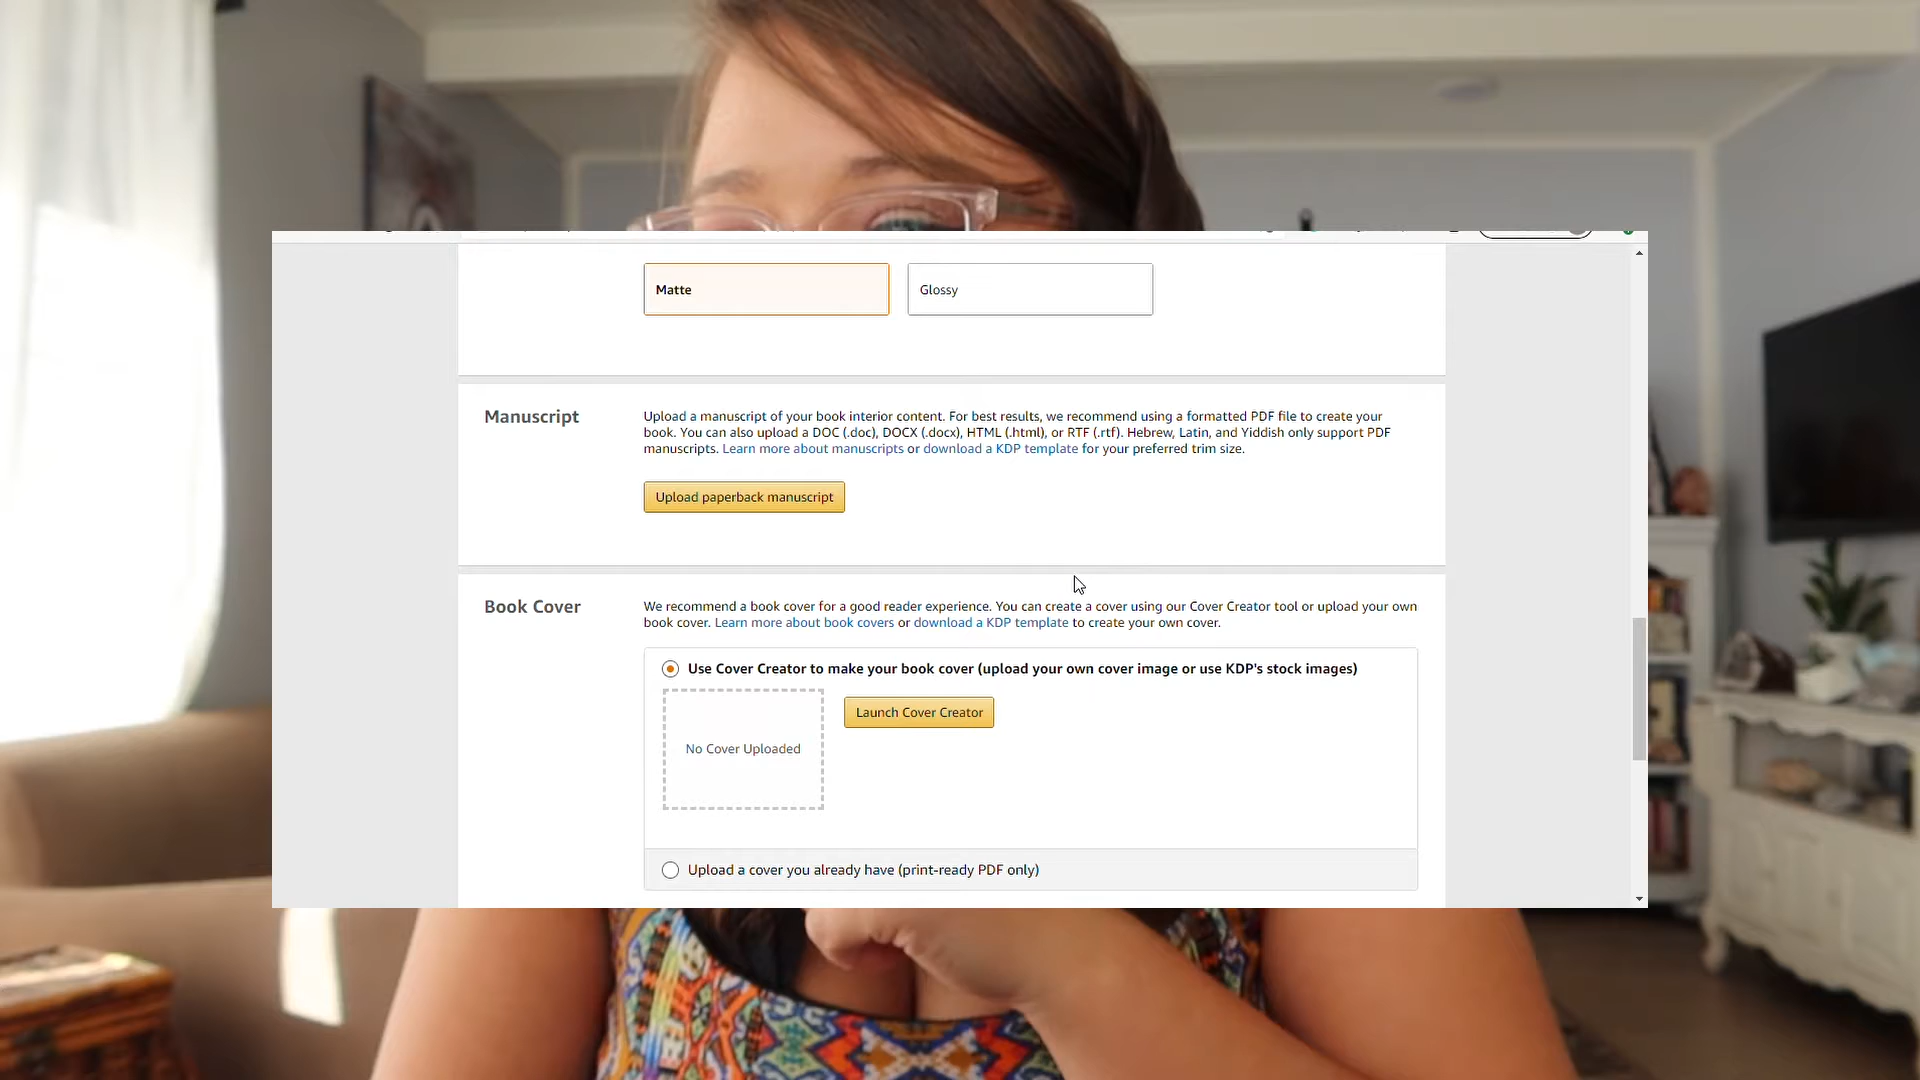 Matte
Glossy
Manuscript
Upload a manuscript of your book interior content. For best results, we recommend using a formatted PDF file to create your
book. You can also upload a DOC (.doc), DOCX (.docx), HTML (.html), or RTF (.rtf). Hebrew, Latin, and Yiddish only support PDF
manuscripts. Learn more about manuscripts or download a KDP template for your preferred trim size.
Upload paperback manuscript
Book Cover
We recommend a book cover for a good reader experience. You can create a cover using our Cover Creator tool or upload your own
book cover. Learn more about book covers or download a KDP template to create your own cover.
Use Cover Creator to make your book cover (upload your own cover image or use KDP's stock images)
Launch Cover Creator
No Cover Uploaded
Upload a cover you already have (print-ready PDF only)